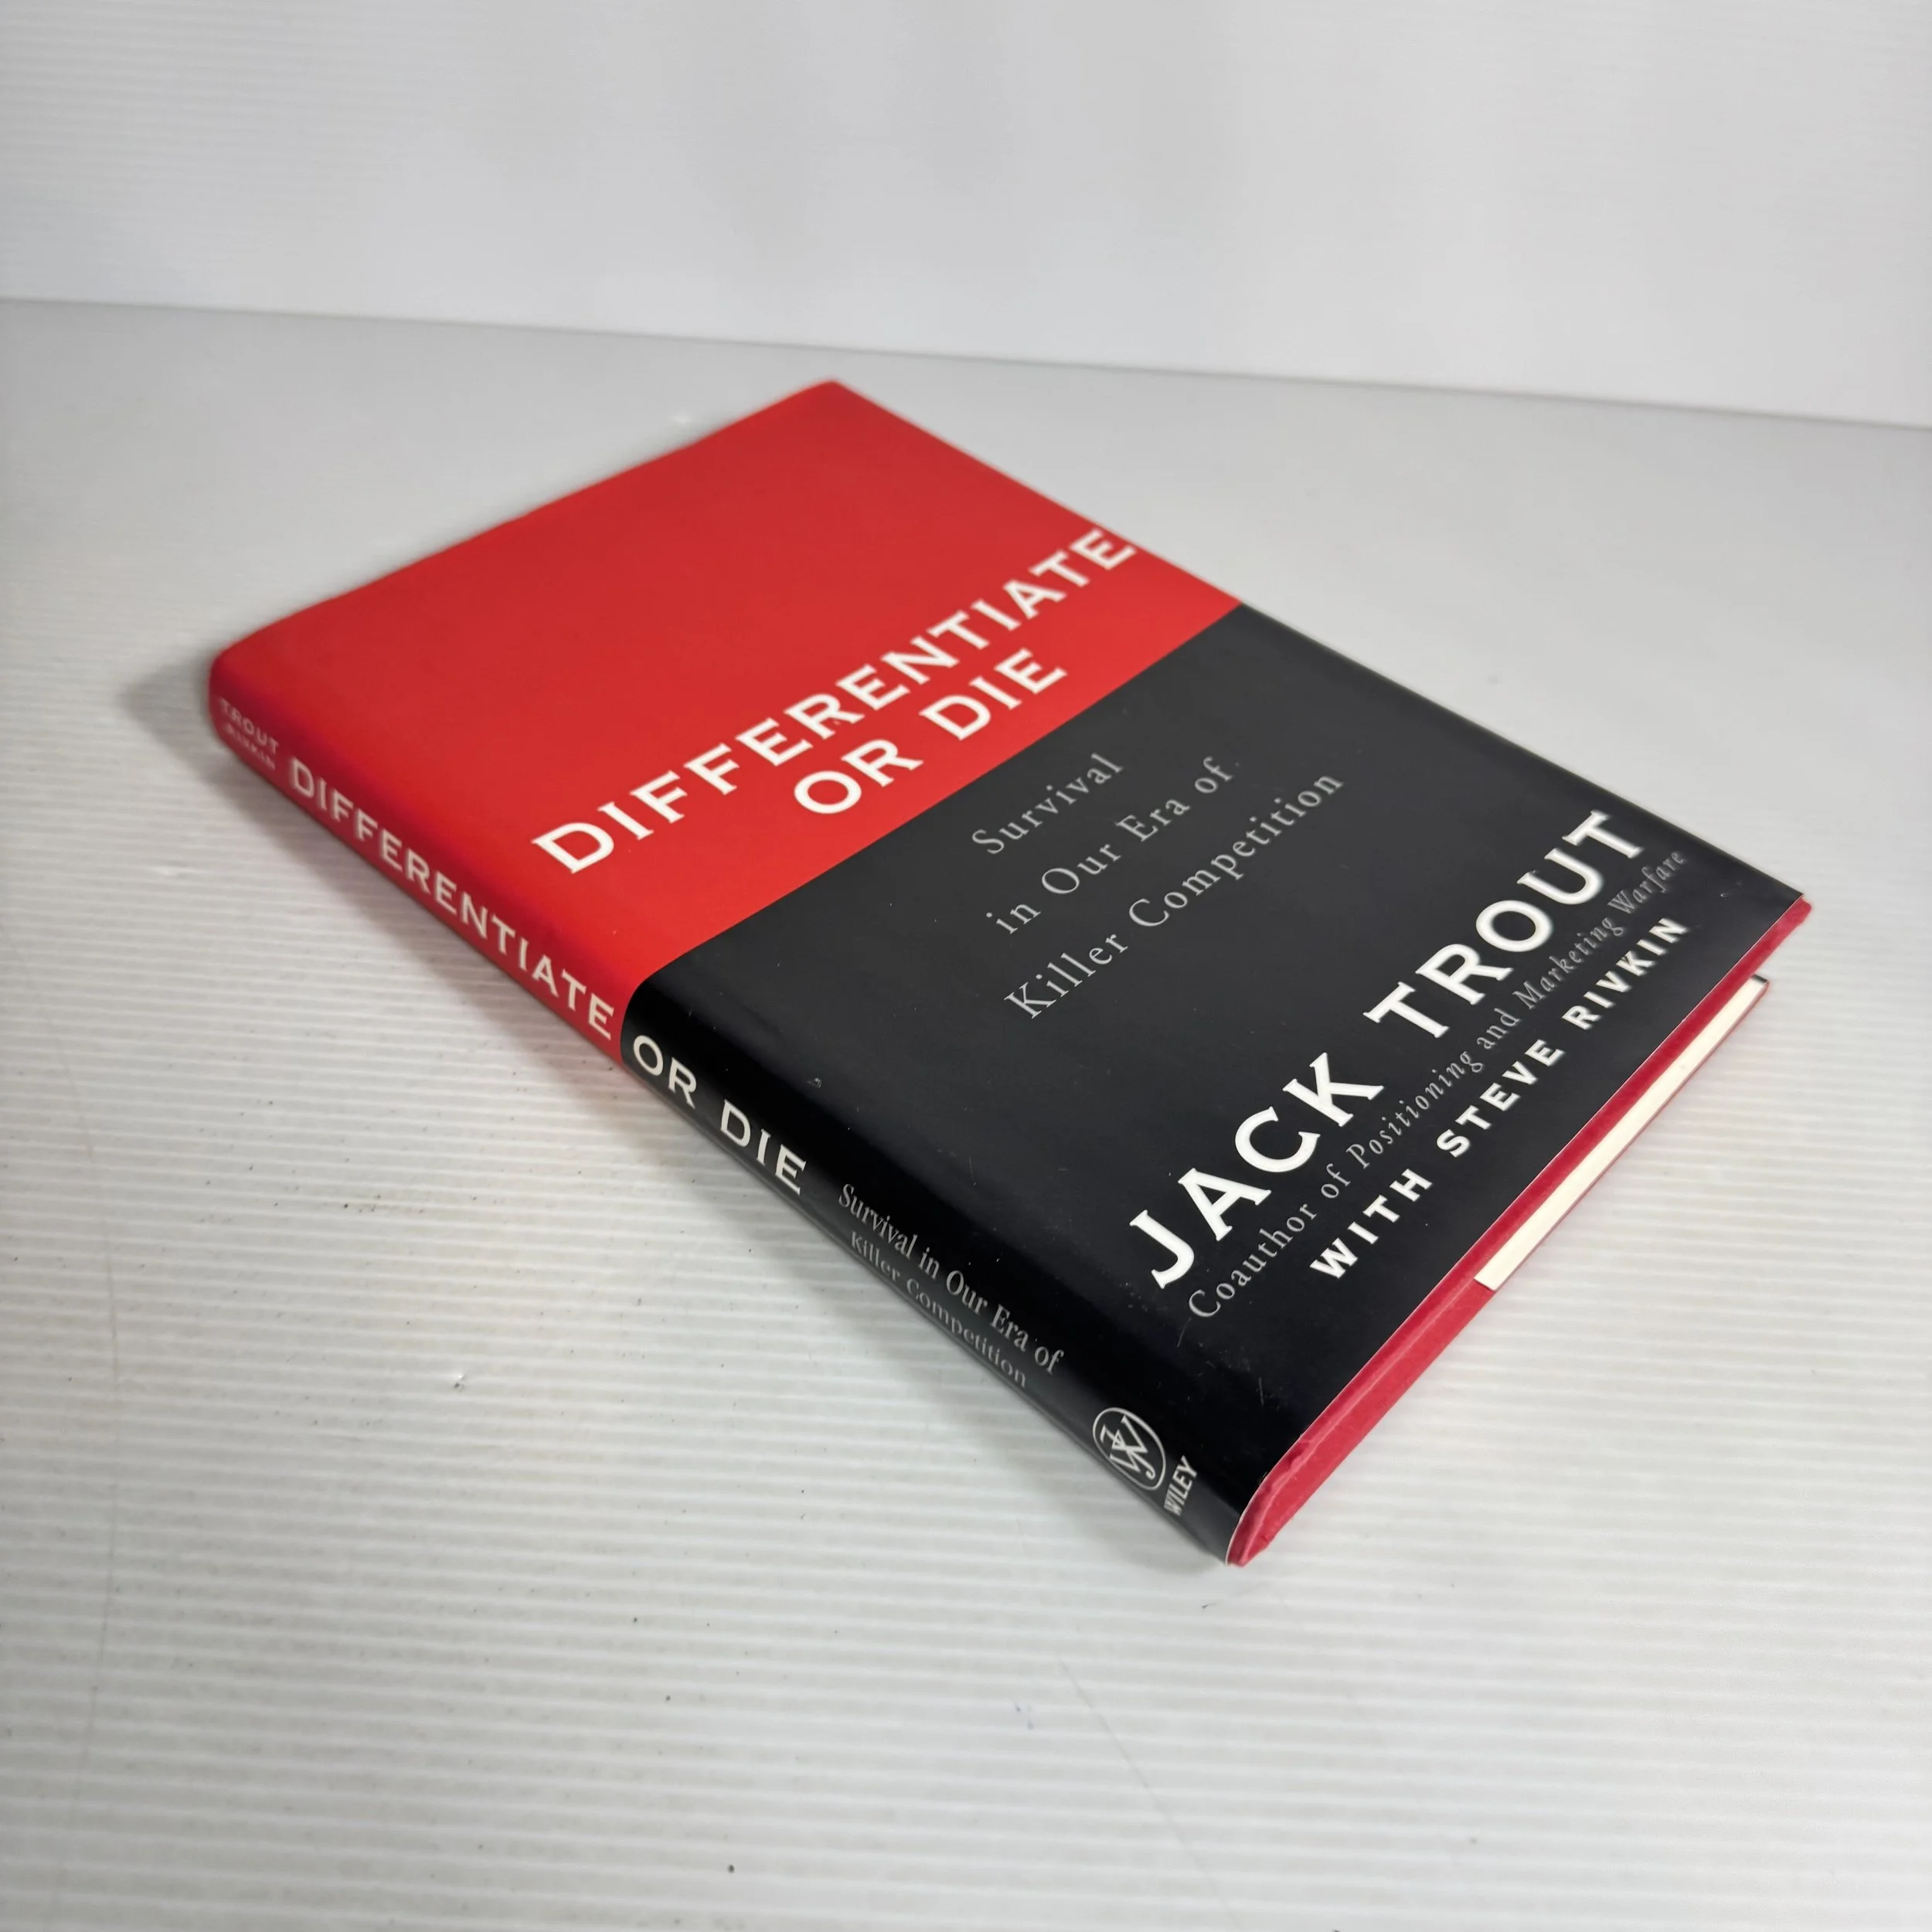 DIFFERENTIATE
OR DIE
Survival
in Our Era of
Killer Competition
JACK TROUT
Coauthor of Positioning and Marketing Warfare
WITH STEVE RIVKIN
TROUT
RIVKIN
DIFFERENTIATE OR DIE
Survival in Our Era of
Killer Competition
WILEY